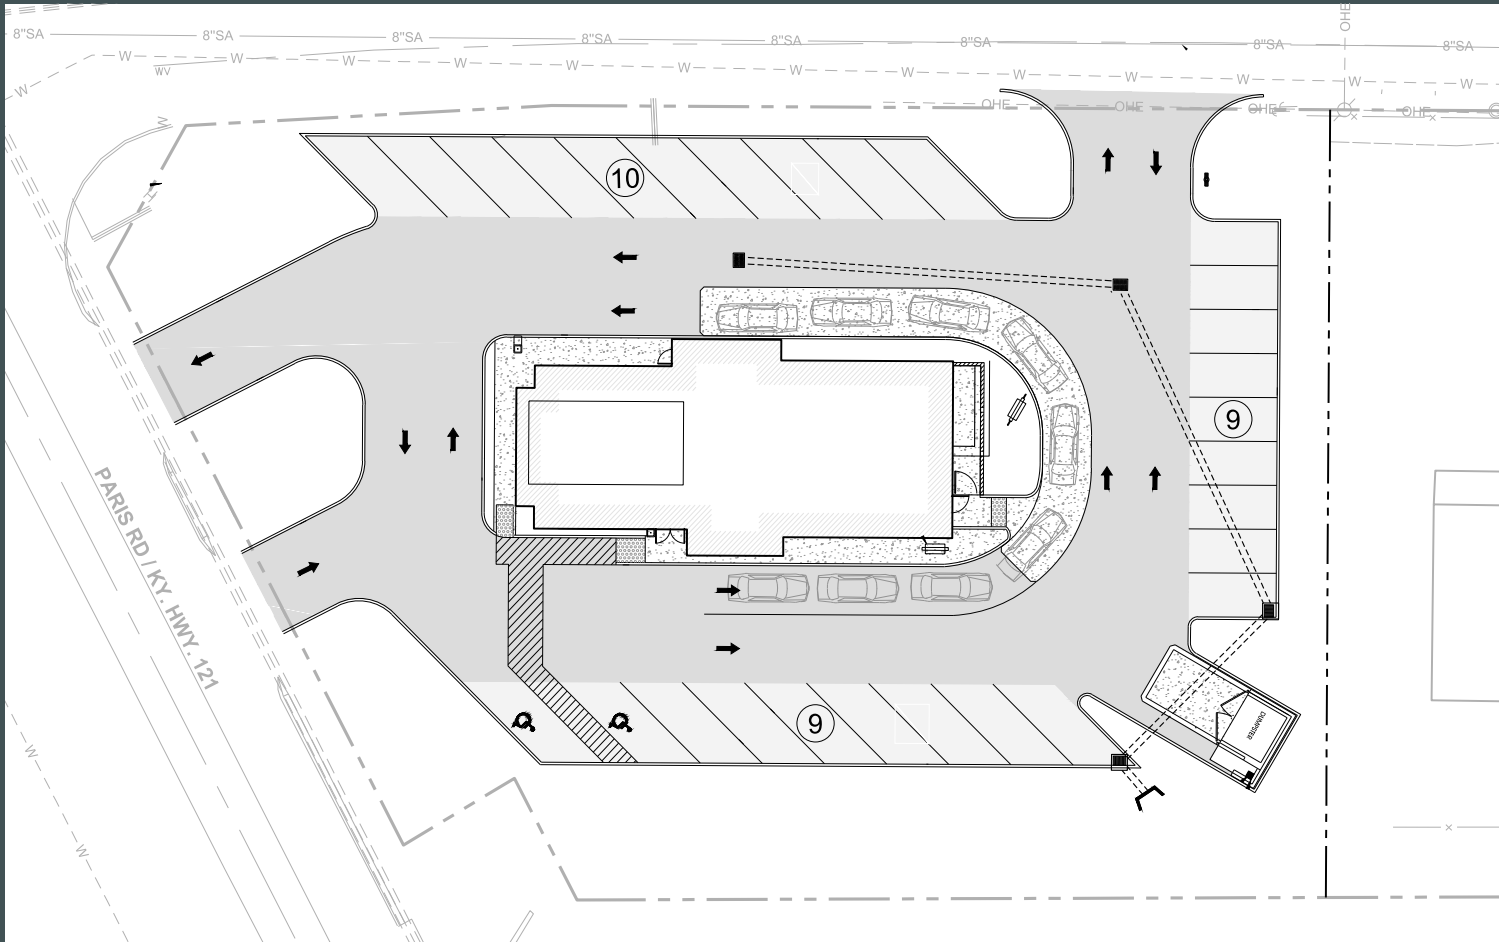 8"SA 8"SA 8"SA 8"SA 8"SA 8"SA 8"SA 8"SA
OHE
W W W W W W W W W W W W W W
WV
OHE OHE OHE OHE
W
10
9
PARIS RD / KY. HWY. 121
9
DUMPSTER
W
W